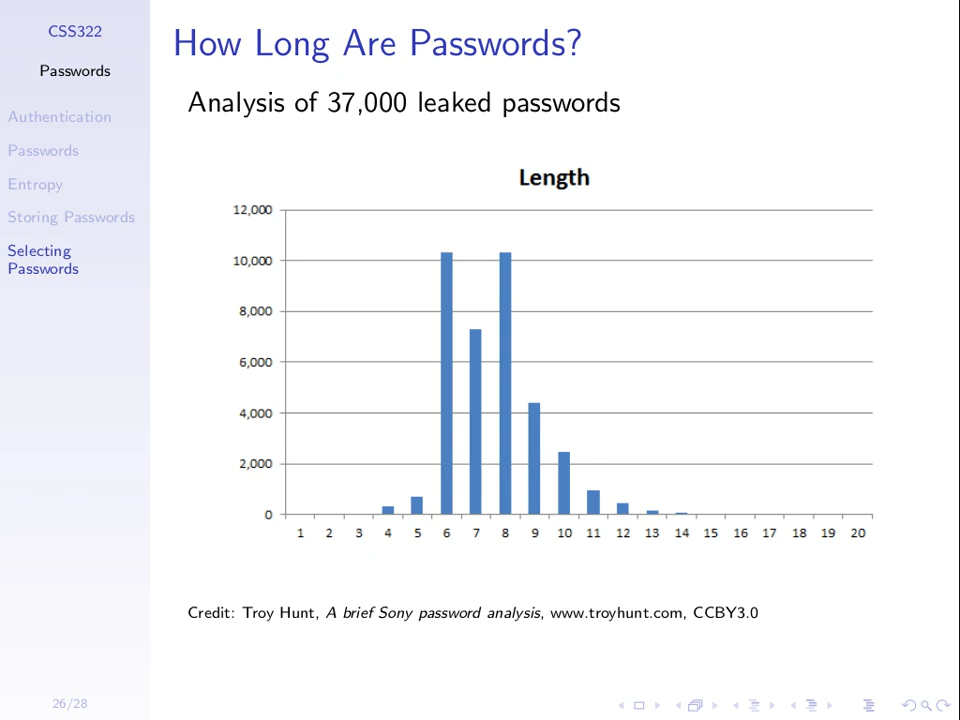 CSS322
Passwords
Authentication
Passwords
Entropy
Storing Passwords
Selecting
Passwords
How Long Are Passwords?
Analysis of 37,000 leaked passwords
Length
12,000
10,000
8,000
6,000
4,000
2,000
0
1 2 3 4 5 6 7 8 9 10 11 12 13 14 15 16 17 18 19 20
Credit: Troy Hunt, A brief Sony password analysis, www.troyhunt.com, CCBY3.0
26/28